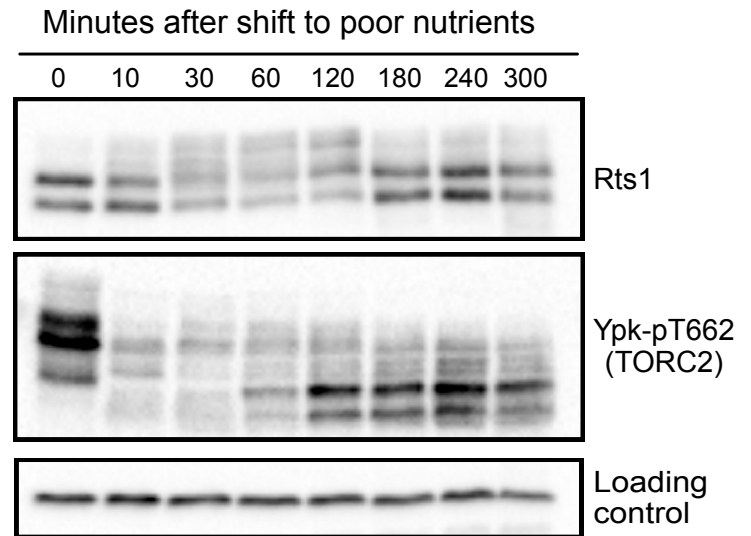 Minutes after shift to poor nutrients
0 10 30 60 120 180 240 300
Rts1
Ypk-pT662
(TORC2)
Loading
control